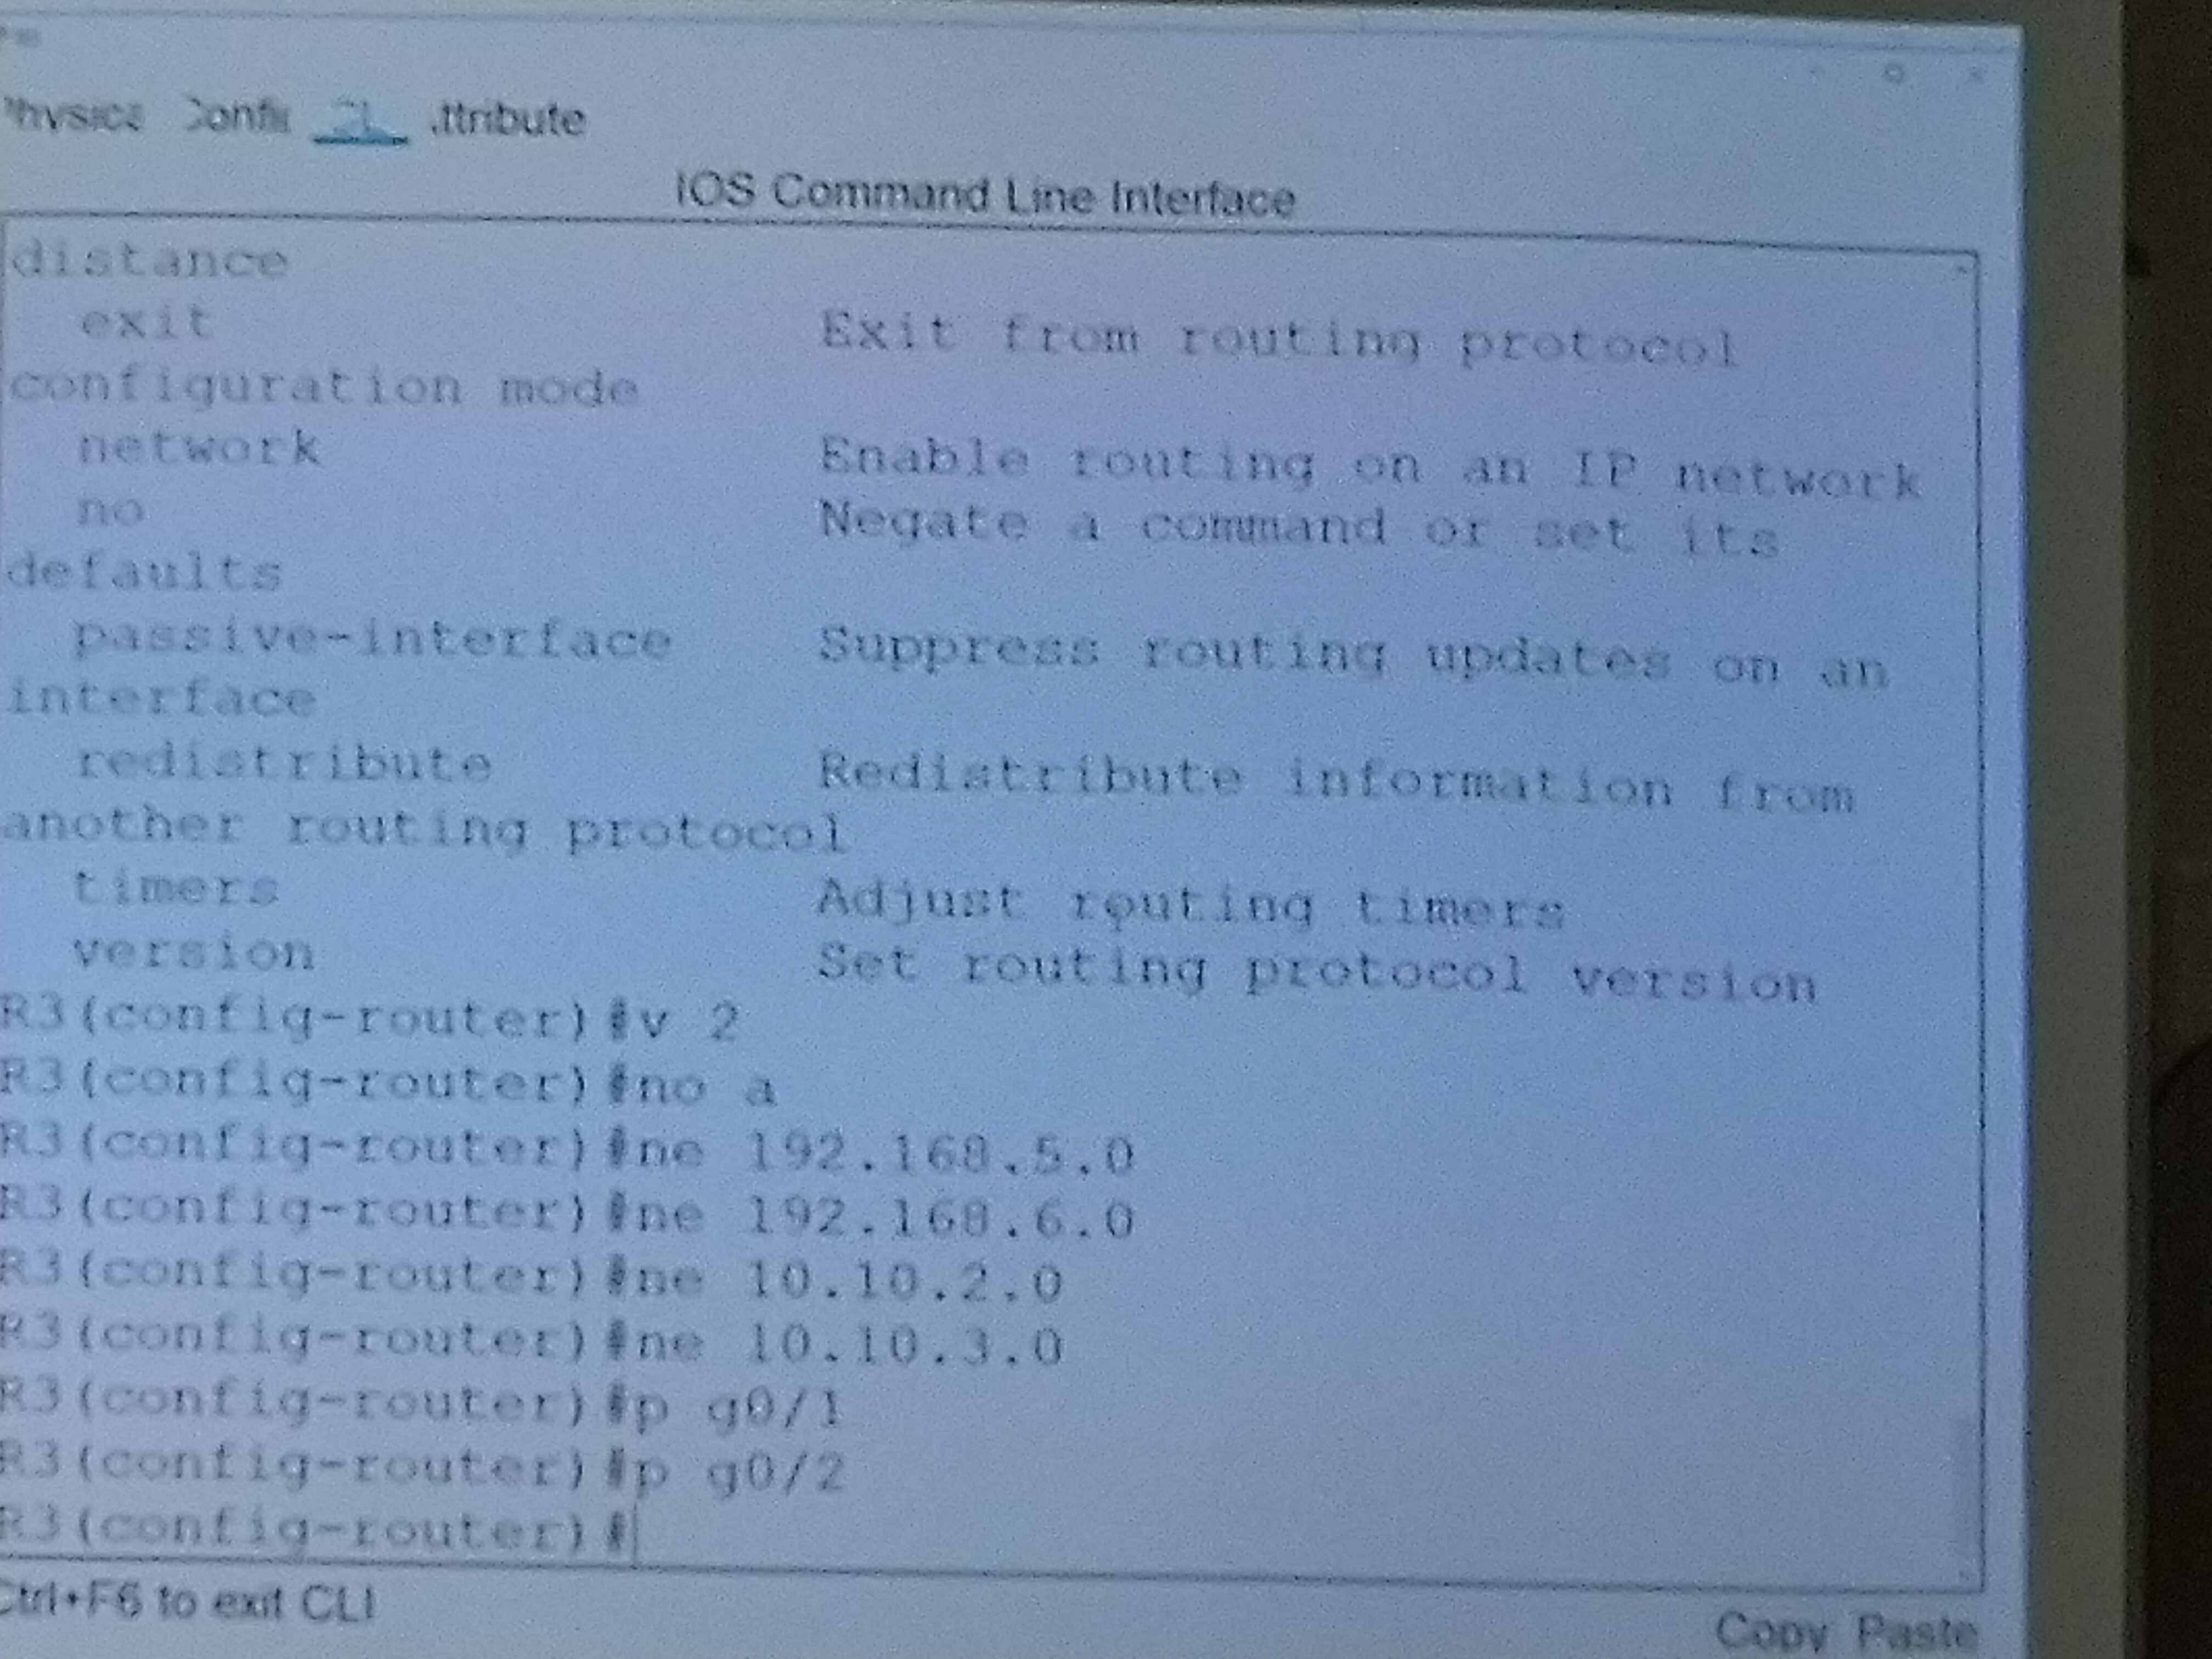 .ttribute
IOS Command Line Interface
distance
exit Exit from routing protocol
configuration mode
network Enable routing on an IP network
no Negate a command or set its
defaults
passive-interface Suppress routing updates on an
interface
redistribute Redistribute information from
another routing protocol
timers Adjust routing timers
version Set routing protocol version
R3(config-router)#v 2
R3(config-router)#no a
R3(config-router)#ne 192.168.5.0
R3(config-router)#ne 192.168.6.0
R3(config-router)#ne 10.10.2.0
R3(config-router)#ne 10.10.3.0
R3(config-router)#p g0/1
R3(config-router)#p g0/2
R3(config-router)#
Ctrl+F6 to exit CLI
Copy Paste